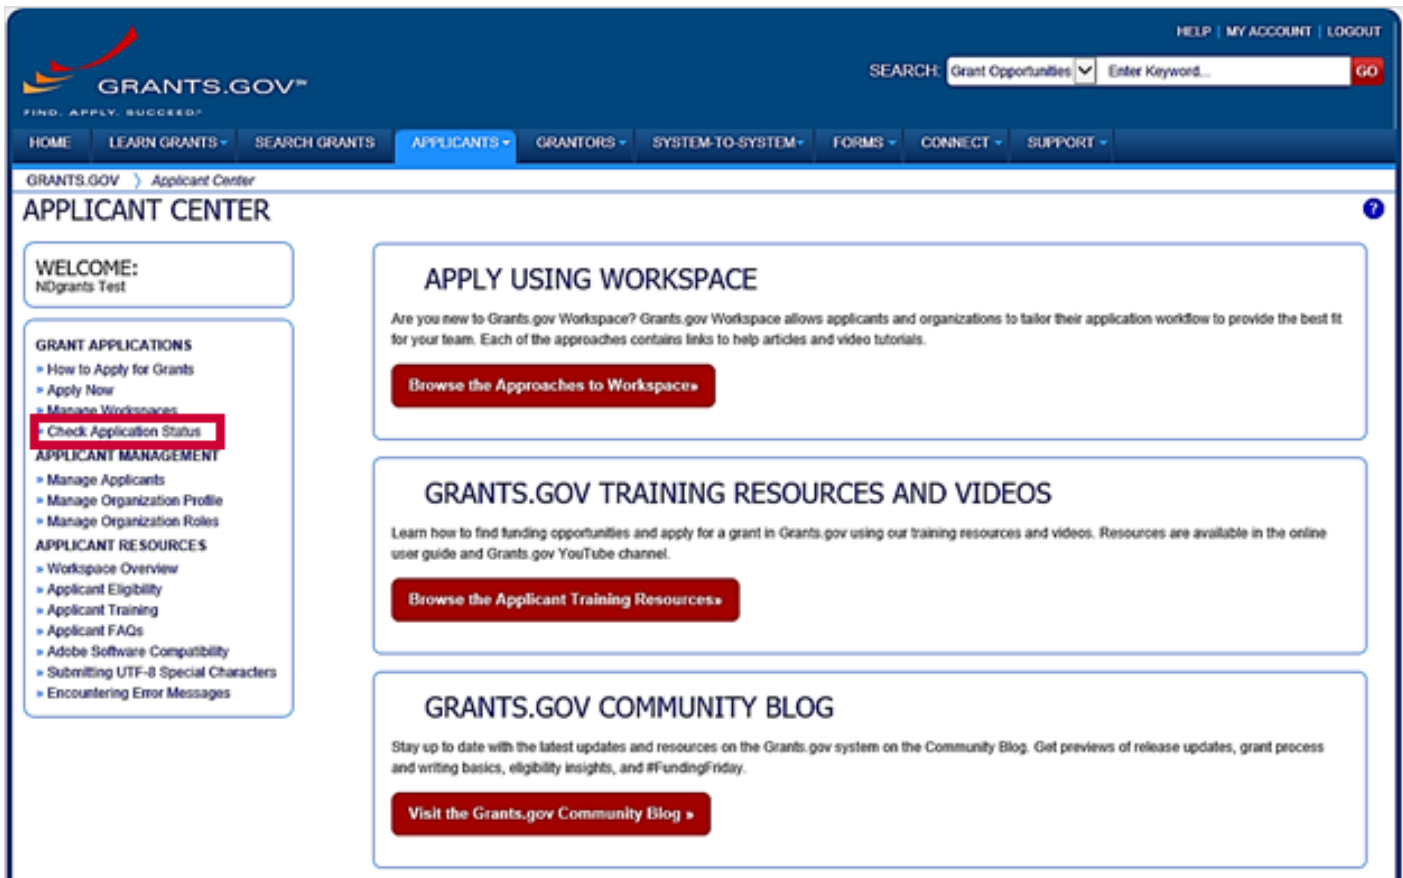 HELP | MY ACCOUNT | LOGOUT
SEARCH: Grant Opportunities Enter Keyword... GO
GRANTS.GOV℠
FIND. APPLY. SUCCEED.℠
HOME LEARN GRANTS SEARCH GRANTS APPLICANTS GRANTORS SYSTEM-TO-SYSTEM FORMS CONNECT SUPPORT
GRANTS.GOV 〉 Applicant Center
APPLICANT CENTER
?
WELCOME:
NDgrants Test
GRANT APPLICATIONS
» How to Apply for Grants
» Apply Now
» Manage Workspaces
» Check Application Status
APPLICANT MANAGEMENT
» Manage Applicants
» Manage Organization Profile
» Manage Organization Roles
APPLICANT RESOURCES
» Workspace Overview
» Applicant Eligibility
» Applicant Training
» Applicant FAQs
» Adobe Software Compatibility
» Submitting UTF-8 Special Characters
» Encountering Error Messages
APPLY USING WORKSPACE
Are you new to Grants.gov Workspace? Grants.gov Workspace allows applicants and organizations to tailor their application workflow to provide the best fit
for your team. Each of the approaches contains links to help articles and video tutorials.
Browse the Approaches to Workspace»
GRANTS.GOV TRAINING RESOURCES AND VIDEOS
Learn how to find funding opportunities and apply for a grant in Grants.gov using our training resources and videos. Resources are available in the online
user guide and Grants.gov YouTube channel.
Browse the Applicant Training Resources»
GRANTS.GOV COMMUNITY BLOG
Stay up to date with the latest updates and resources on the Grants.gov system on the Community Blog. Get previews of release updates, grant process
and writing basics, eligibility insights, and #FundingFriday.
Visit the Grants.gov Community Blog »